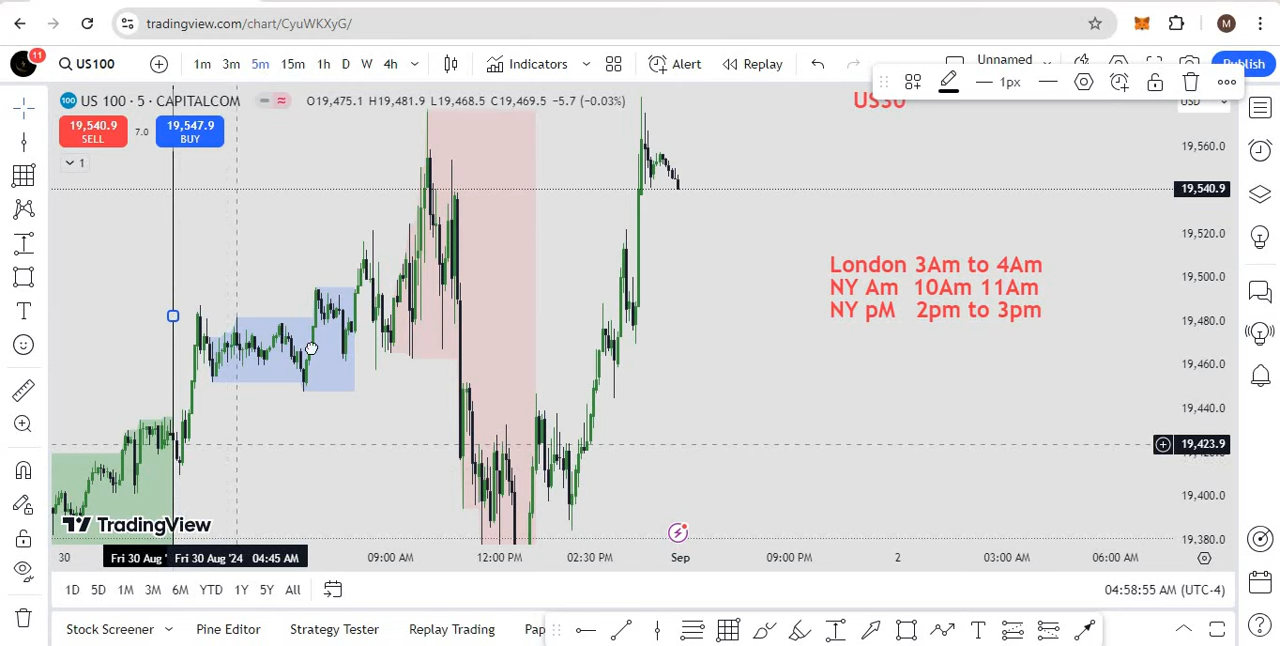 tradingview.com/chart/CyuWKXyG/
M
11
US100
1m 3m 5m 15m 1h D W 4h
Indicators
Alert
Replay
Unnamed
Publish
1px
US 100 · 5 · CAPITALCOM
O19,475.1 H19,481.9 L19,468.5 C19,469.5 −5.7 (−0.03%)
USD
19,540.9
SELL
7.0
19,547.9
BUY
1
19,560.0
19,540.9
19,520.0
19,500.0
19,480.0
19,460.0
19,440.0
19,423.9
19,400.0
19,380.0
London 3Am to 4Am
NY Am 10Am 11Am
NY pM 2pm to 3pm
TradingView
30
Fri 30 Aug '
Fri 30 Aug '24 04:45 AM
09:00 AM
12:00 PM
02:30 PM
Sep
09:00 PM
2
03:00 AM
06:00 AM
1D 5D 1M 3M 6M YTD 1Y 5Y All
04:58:55 AM (UTC-4)
Stock Screener
Pine Editor
Strategy Tester
Replay Trading
Pap